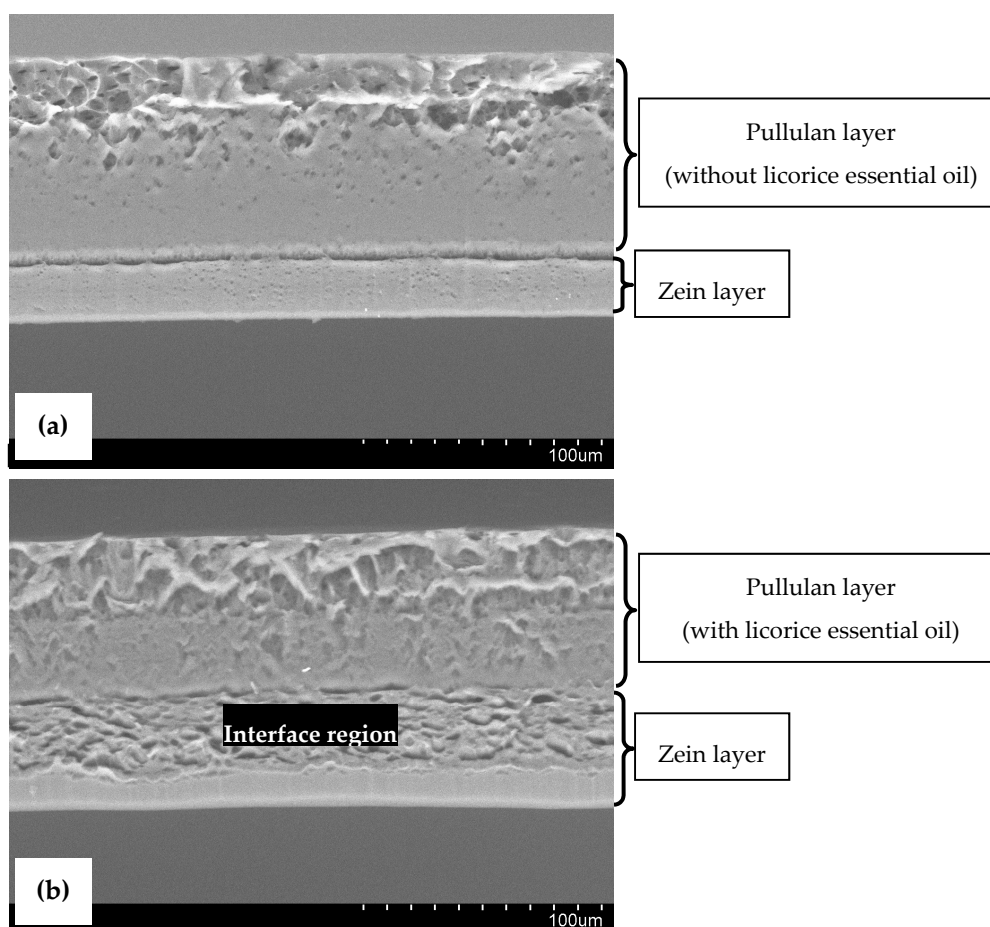 Pullulan layer
(without licorice essential oil)
Zein layer
(a)
100um
Pullulan layer
(with licorice essential oil)
Interface region
Zein layer
(b)
100um